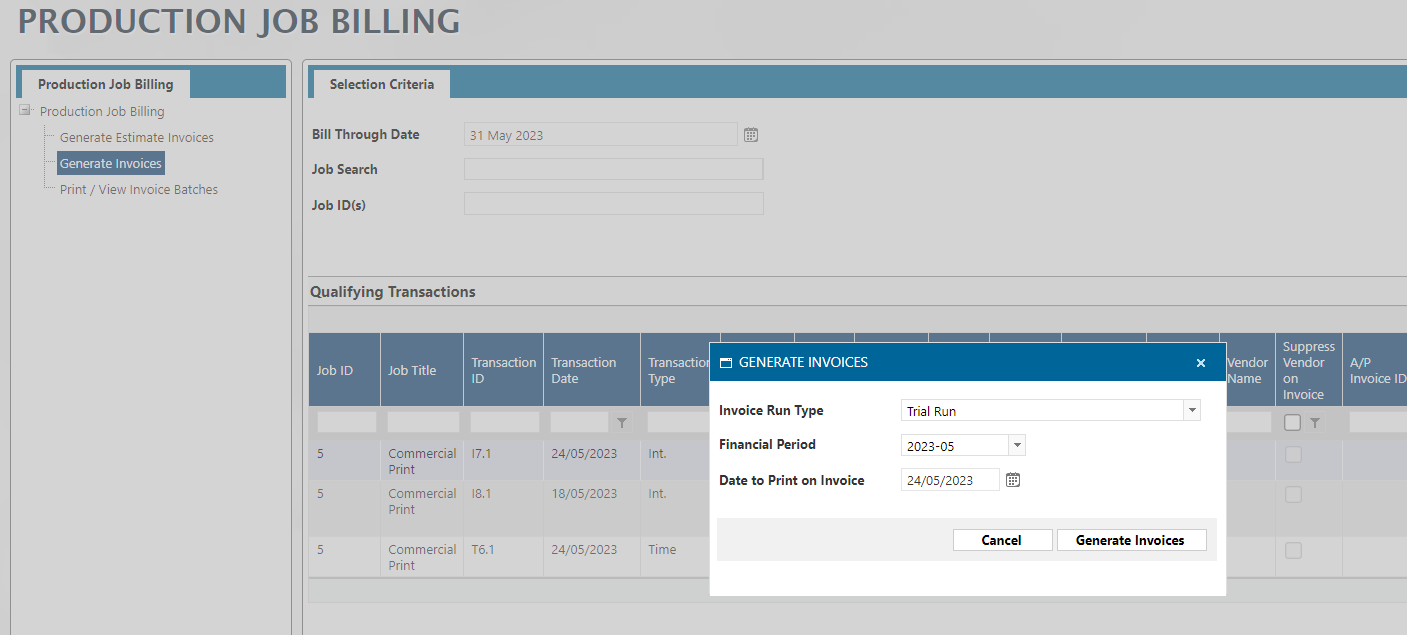 PRODUCTION JOB BILLING
Production Job Billing
Production Job Billing
Generate Estimate Invoices
Generate Invoices
Print / View Invoice Batches
Selection Criteria
Bill Through Date
31 May 2023
Job Search
Job ID(s)
Qualifying Transactions
Job ID
Job Title
Transaction
ID
Transaction
Date
Transaction
Type
Vendor
Name
Suppress
Vendor
on
Invoice
A/P
Invoice ID
5
Commercial
Print
I7.1
24/05/2023
Int.
5
Commercial
Print
I8.1
18/05/2023
Int.
5
Commercial
Print
T6.1
24/05/2023
Time
GENERATE INVOICES
Invoice Run Type
Trial Run
Financial Period
2023-05
Date to Print on Invoice
24/05/2023
Cancel
Generate Invoices